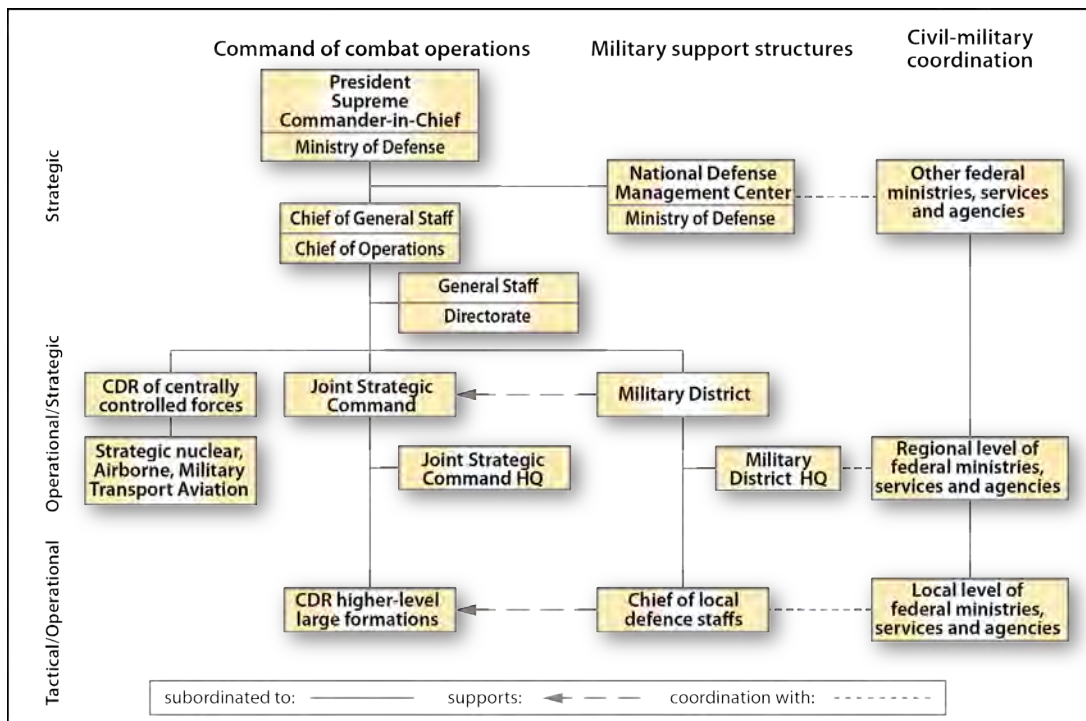 Command of combat operations
Military support structures
Civil-military
coordination
Strategic
President
Supreme
Commander-in-Chief
Ministry of Defense
National Defense
Management Center
Ministry of Defense
Other federal
ministries, services
and agencies
Chief of General Staff
Chief of Operations
General Staff
Directorate
Operational/Strategic
CDR of centrally
controlled forces
Joint Strategic
Command
Military District
Strategic nuclear,
Airborne, Military
Transport Aviation
Joint Strategic
Command HQ
Military
District HQ
Regional level of
federal ministries,
services and agencies
Tactical/Operational
CDR higher-level
large formations
Chief of local
defence staffs
Local level of
federal ministries,
services and agencies
subordinated to:
supports:
coordination with: